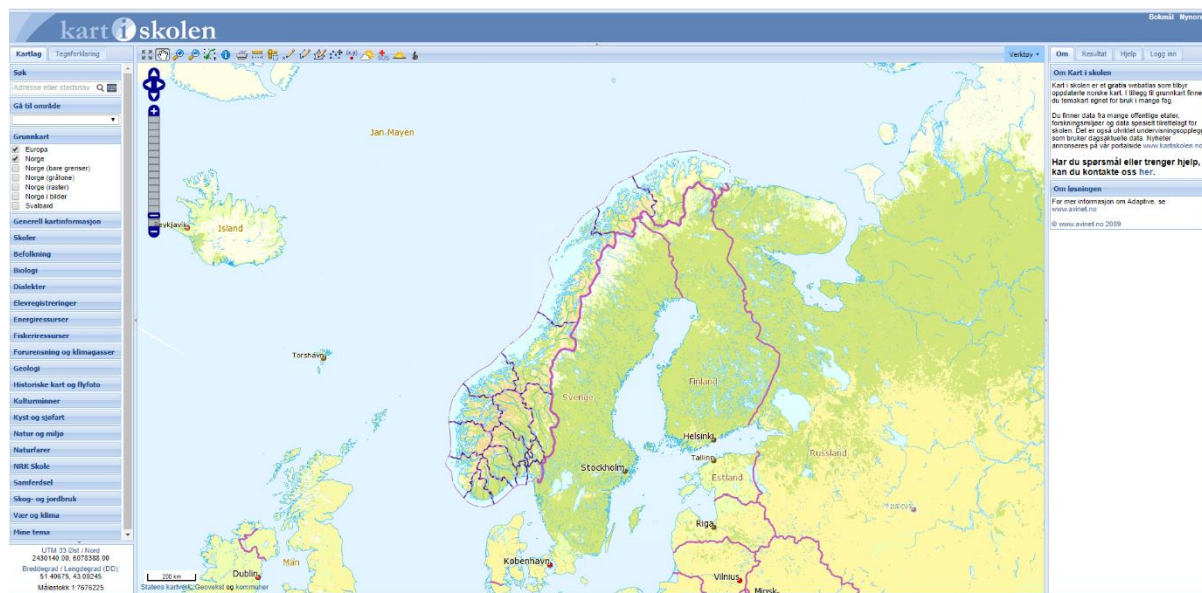 kart i skolen
Bokmål Nynors
Kartlag Tegnforklaring
Søk
Adresse eller stedsnav
Gå til område
Grunnkart
Europa
Norge
Norge (bare grenser)
Norge (gråtone)
Norge (raster)
Norge i bilder
Svalbard
Generell kartinformasjon
Skoler
Befolkning
Biologi
Dialekter
Elevregistreringer
Energiressurser
Fiskeriressurser
Forurensning og klimagasser
Geologi
Historiske kart og flyfoto
Kulturminner
Kyst og sjøfart
Natur og miljø
Naturfarer
NRK Skole
Samferdsel
Skog- og jordbruk
Vær og klima
Mine tema
UTM 33 Øst / Nord
2430140.00, 6078388.00
Breddegrad / Lengdegrad (DD):
51.40675, 43.09245
Målestokk 1:7676225
Verktøy
Jan Mayen
Island
Torshavn
Sverige
Finland
Helsinki
Tallinn
Stockholm
Estland
Russland
Riga
København
Vilnius
Minsk
Man
Dublin
200 km
Statens kartverk, Geovekst og kommuner
Om Resultat Hjelp Logg inn
Om Kart i skolen
Kart i skolen er et gratis webatlas som tilbyr
oppdaterte norske kart. I tillegg til grunnkart finner
du temakart egnet for bruk i mange fag.
Du finner data fra mange offentlige etater,
forskningsmiljøer og data spesielt tilrettelagt for
skolen. Det er også utviklet undervisningsopplegg
som bruker dagsaktuelle data. Nyheter
annonseres på vår portalside www.kartiskolen.no
Har du spørsmål eller trenger hjelp,
kan du kontakte oss her.
Om løsningen
For mer informasjon om Adaptive, se
www.avinet.no
© www.avinet.no 2009